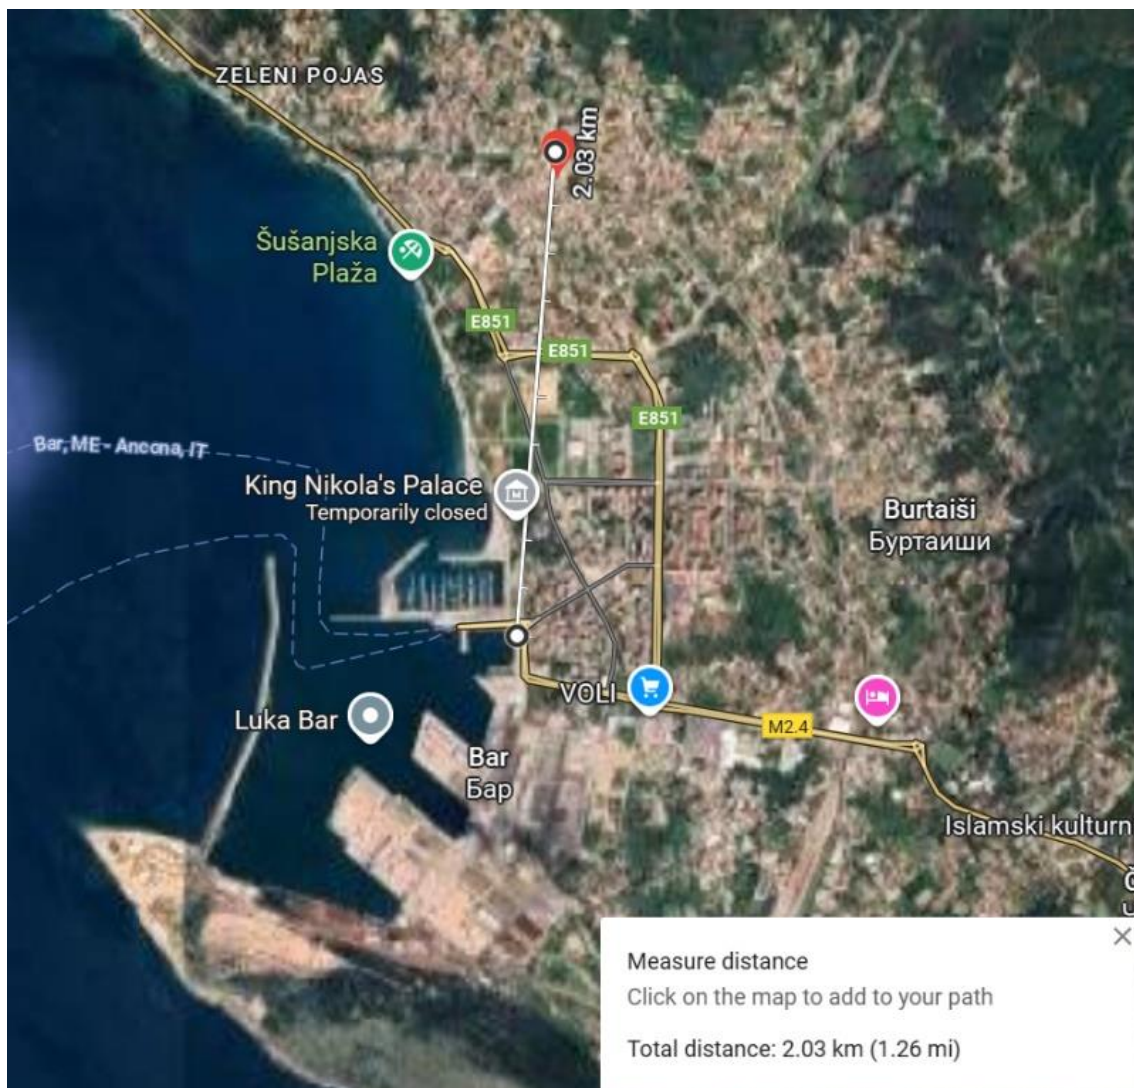 ZELENI POJAS
2.03 km
Šušanjska
Plaža
E851
E851
E851
Bar, ME - Ancona, IT
King Nikola's Palace
Temporarily closed
Burtaiši
Буртаиши
VOLI
Luka Bar
M2.4
Bar
Бар
Islamski kulturn
Measure distance
Click on the map to add to your path
Total distance: 2.03 km (1.26 mi)